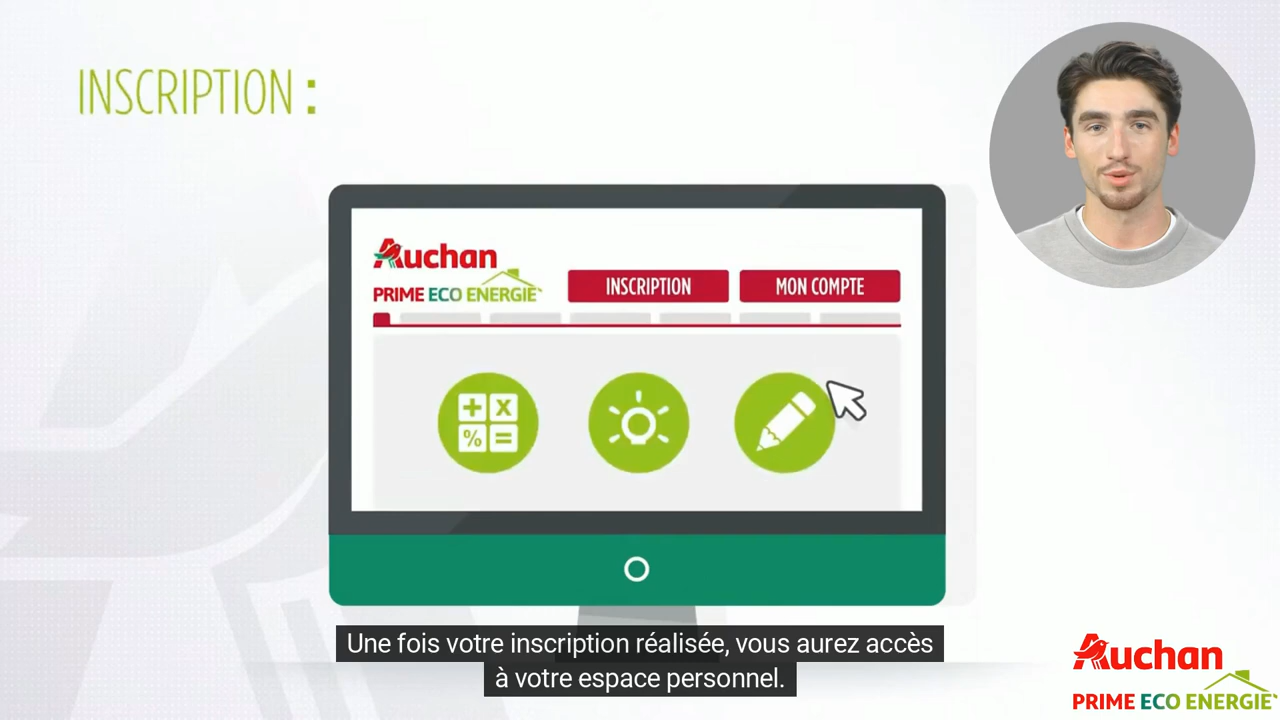 INSCRIPTION :
Auchan
PRIME ECO ENERGIE
INSCRIPTION
MON COMPTE
+ x
% =
Une fois votre inscription réalisée, vous aurez accès
à votre espace personnel.
Auchan
PRIME ECO ENERGIE